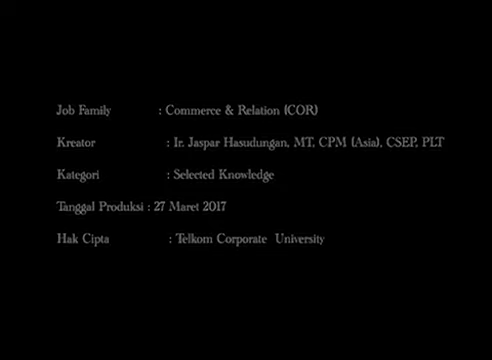 Job Family : Commerce & Relation (COR)
Kreator : Ir. Jaspar Hasudungan, MT, CPM (Asia), CSEP, PLT
Kategori : Selected Knowledge
Tanggal Produksi : 27 Maret 2017
Hak Cipta : Telkom Corporate University